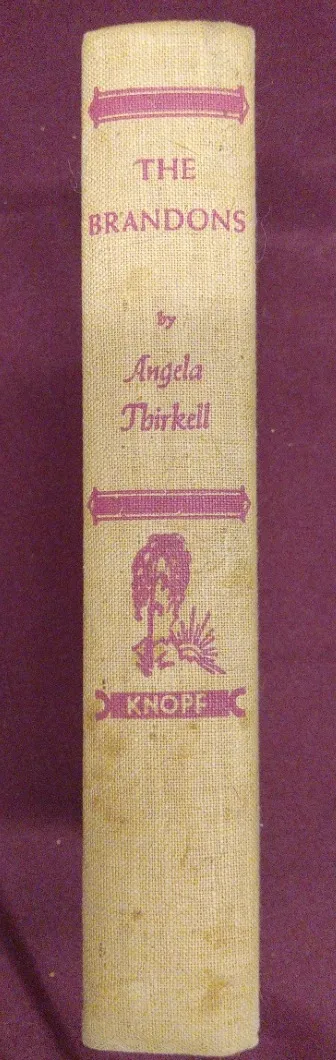 THE
BRANDONS
by
Angela
Thirkell
KNOPF